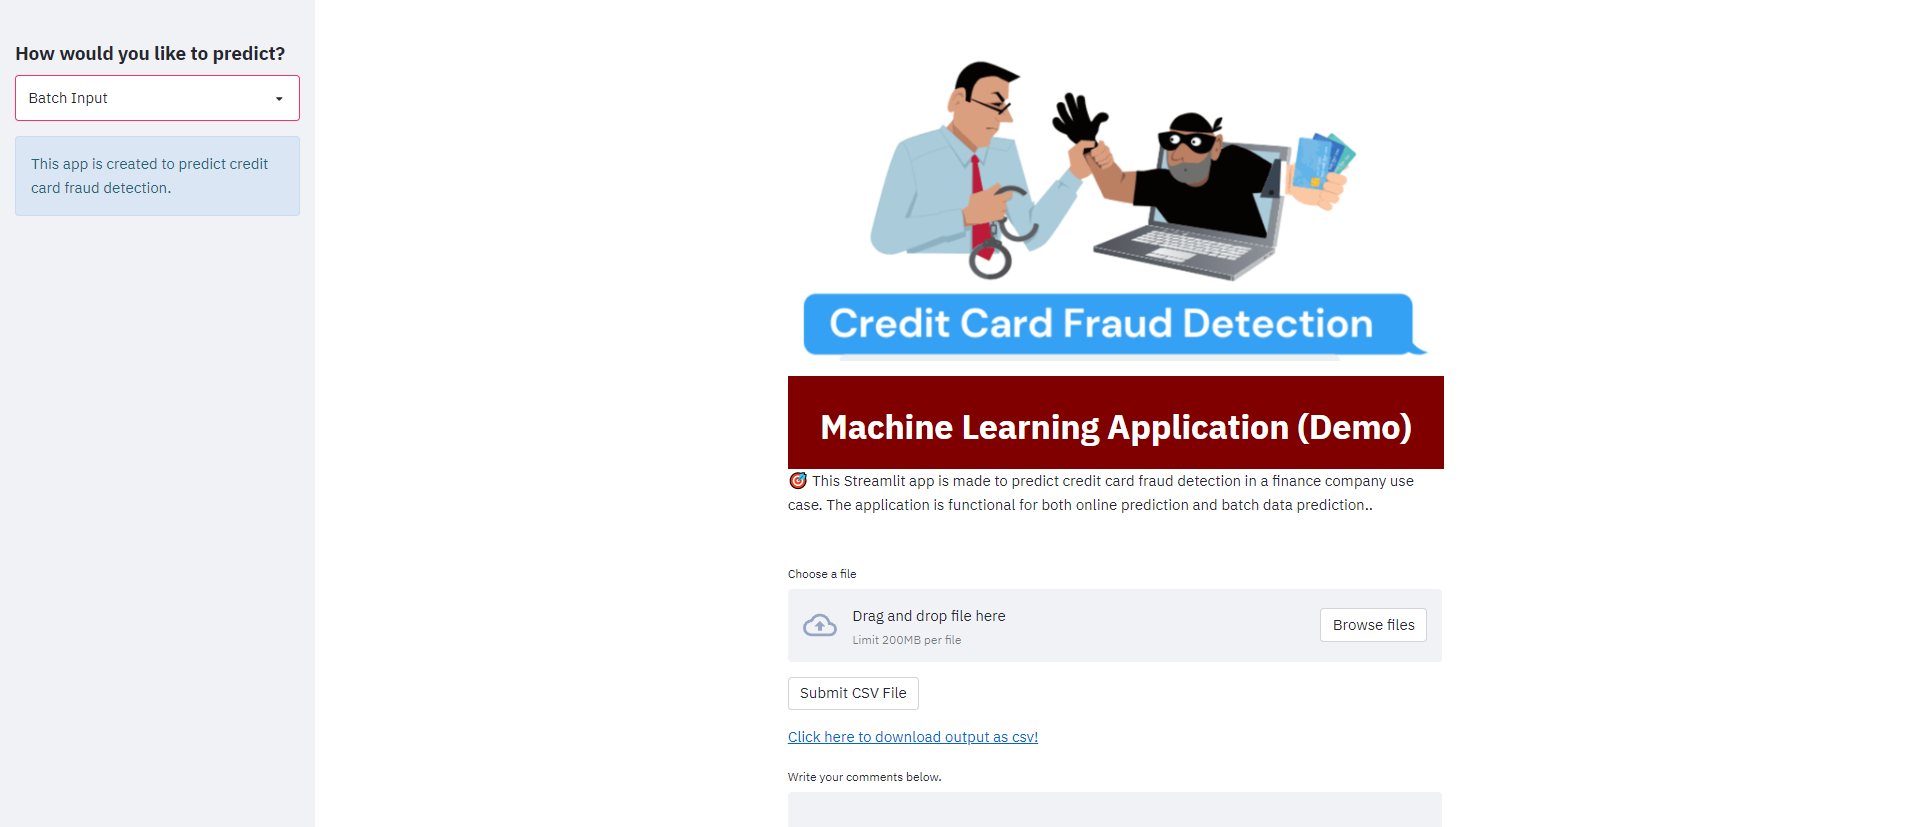 How would you like to predict?
Batch Input
This app is created to predict credit
card fraud detection.
Credit Card Fraud Detection
Machine Learning Application (Demo)
🎯 This Streamlit app is made to predict credit card fraud detection in a finance company use
case. The application is functional for both online prediction and batch data prediction..
Choose a file
Drag and drop file here
Limit 200MB per file
Browse files
Submit CSV File
Click here to download output as csv!
Write your comments below.